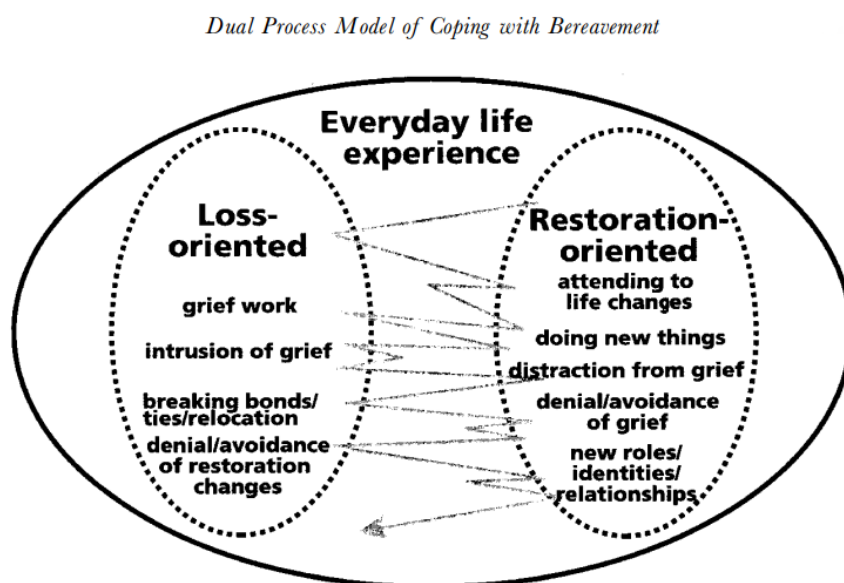 Dual Process Model of Coping with Bereavement
Everyday life
experience
Loss-
oriented
grief work
intrusion of grief
breaking bonds/
ties/relocation
denial/avoidance
of restoration
changes
Restoration-
oriented
attending to
life changes
doing new things
distraction from grief
denial/avoidance
of grief
new roles/
identities/
relationships